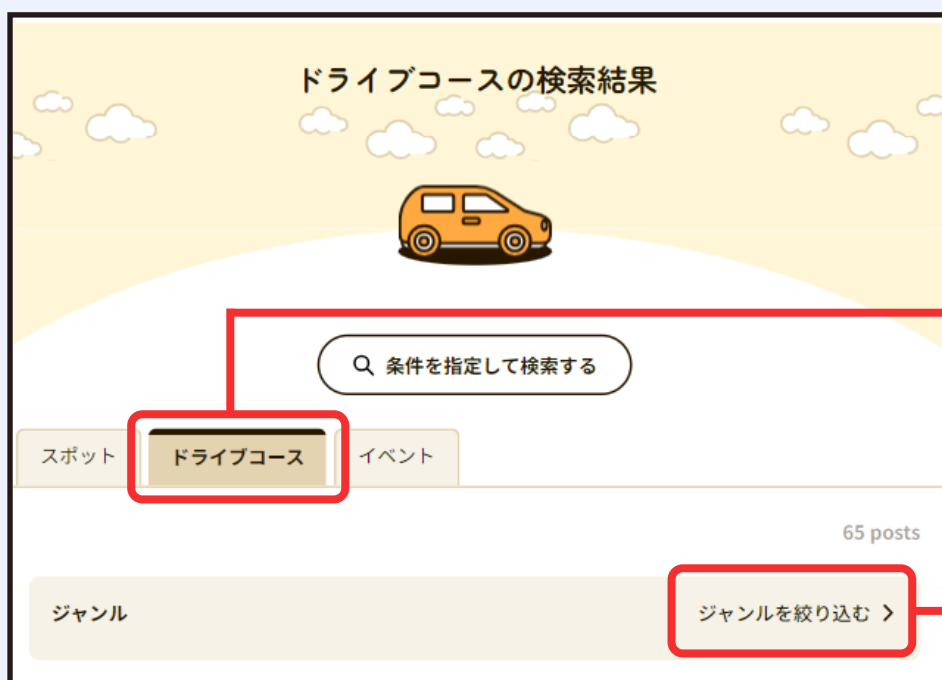 ドライブコースの検索結果
条件を指定して検索する
スポット ドライブコース イベント
65 posts
ジャンル ジャンルを絞り込む